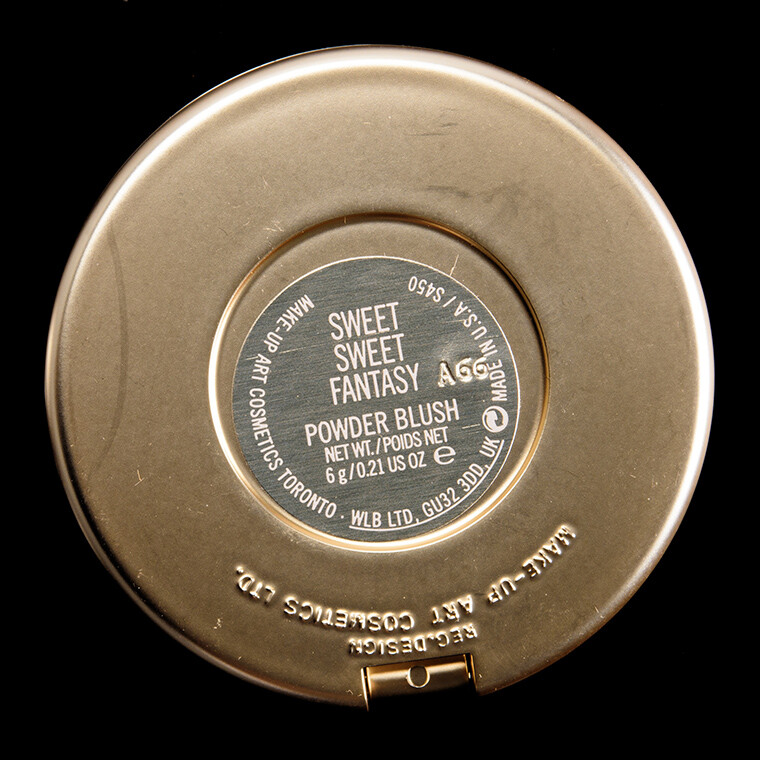 SWEET
SWEET
FANTASY
A66
POWDER BLUSH
NET WT./POIDS NET
6 g/0.21 US OZ e
MAKE-UP ART COSMETICS TORONTO · WLB LTD, GU32 3DD, UK MADE IN U.S.A / S450
MAKE-UP ART COSMETICS LTD.
REG.DESIGN